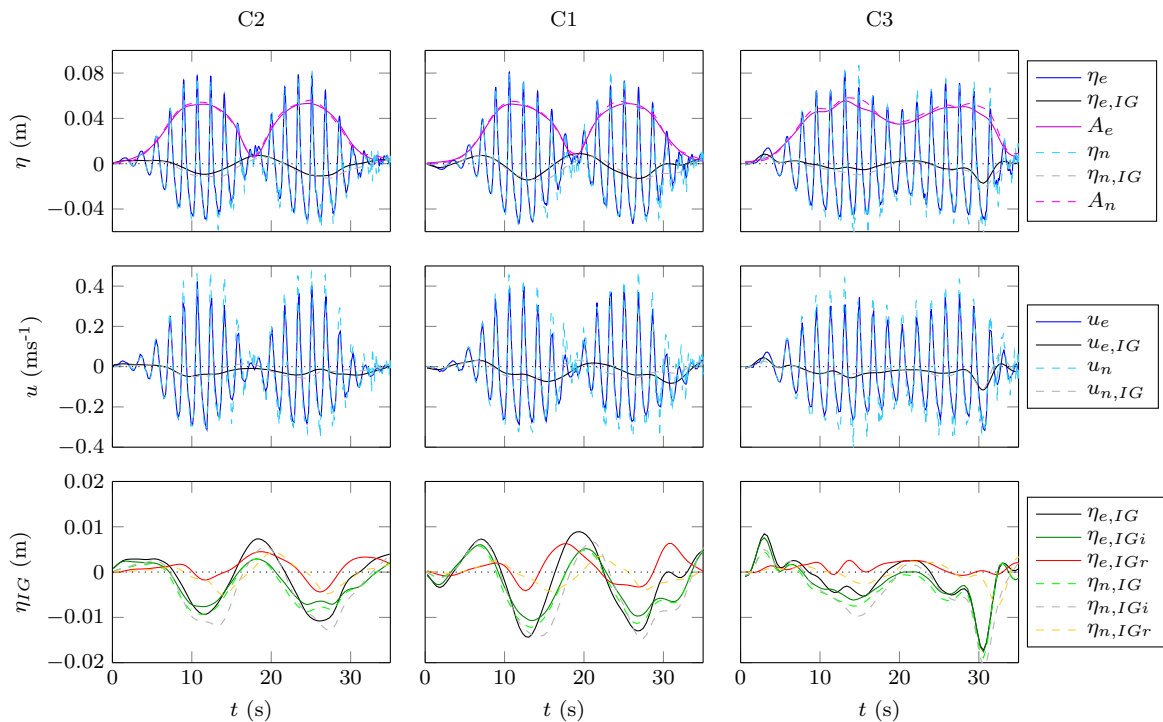 C2 C1 C3
0.08
0.04
0
−0.04
η (m)
η_e
η_{e,IG}
A_e
η_n
η_{n,IG}
A_n
0.4
0.2
0
−0.2
−0.4
u (ms⁻¹)
u_e
u_{e,IG}
u_n
u_{n,IG}
0.02
0.01
0
−0.01
−0.02
η_{IG} (m)
η_{e,IG}
η_{e,IGi}
η_{e,IGr}
η_{n,IG}
η_{n,IGi}
η_{n,IGr}
0 10 20 30 0 10 20 30 0 10 20 30
t (s) t (s) t (s)